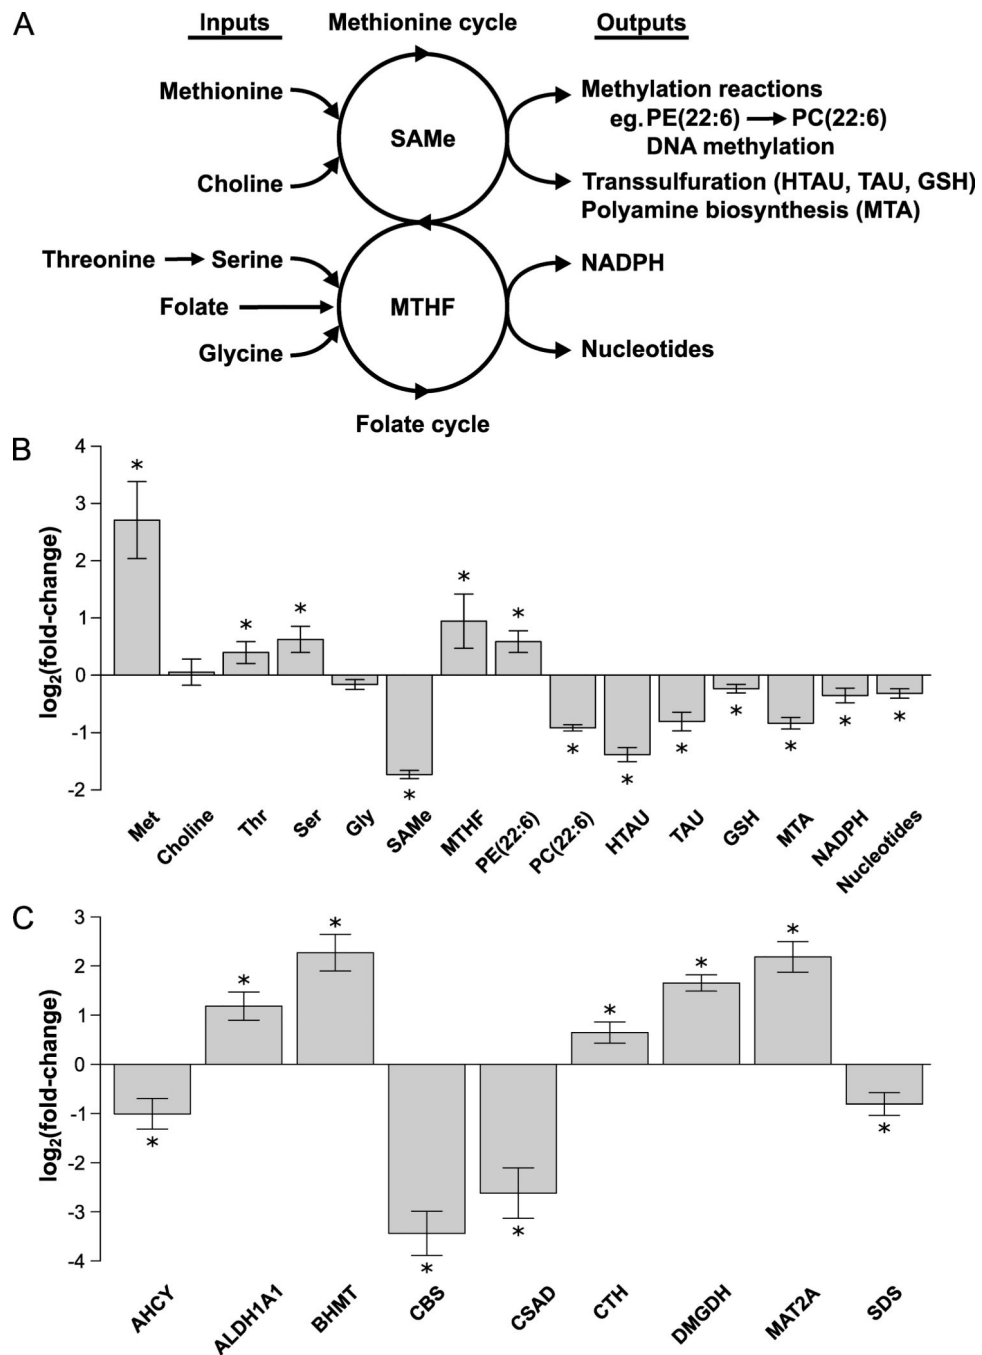 A
Inputs
Methionine cycle
Outputs
Methionine
Choline
SAMe
Methylation reactions
eg. PE(22:6) PC(22:6)
DNA methylation
Transsulfuration (HTAU, TAU, GSH)
Polyamine biosynthesis (MTA)
Threonine Serine
Folate
Glycine
MTHF
NADPH
Nucleotides
Folate cycle
B
log₂(fold-change)
4
3
2
1
0
-1
-2
* * * * * * * * * * * * *
Met
Choline
Thr
Ser
Gly
SAMe
MTHF
PE(22:6)
PC(22:6)
HTAU
TAU
GSH
MTA
NADPH
Nucleotides
C
log₂(fold-change)
3
2
1
0
-1
-2
-3
-4
* * * * * * * * *
AHCY
ALDH1A1
BHMT
CBS
CSAD
CTH
DMGDH
MAT2A
SDS